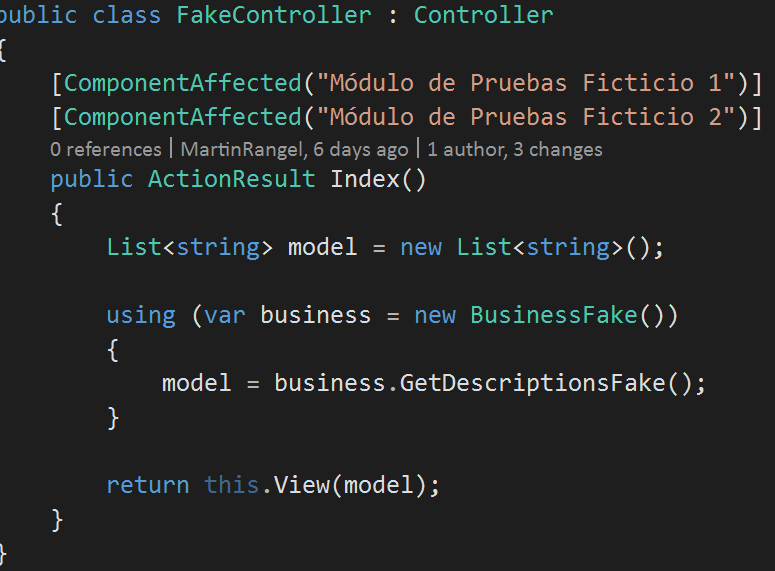 public class FakeController : Controller
{
[ComponentAffected("Módulo de Pruebas Ficticio 1")]
[ComponentAffected("Módulo de Pruebas Ficticio 2")]
0 references | MartinRangel, 6 days ago | 1 author, 3 changes
public ActionResult Index()
{
List<string> model = new List<string>();
using (var business = new BusinessFake())
{
model = business.GetDescriptionsFake();
}
return this.View(model);
}
}